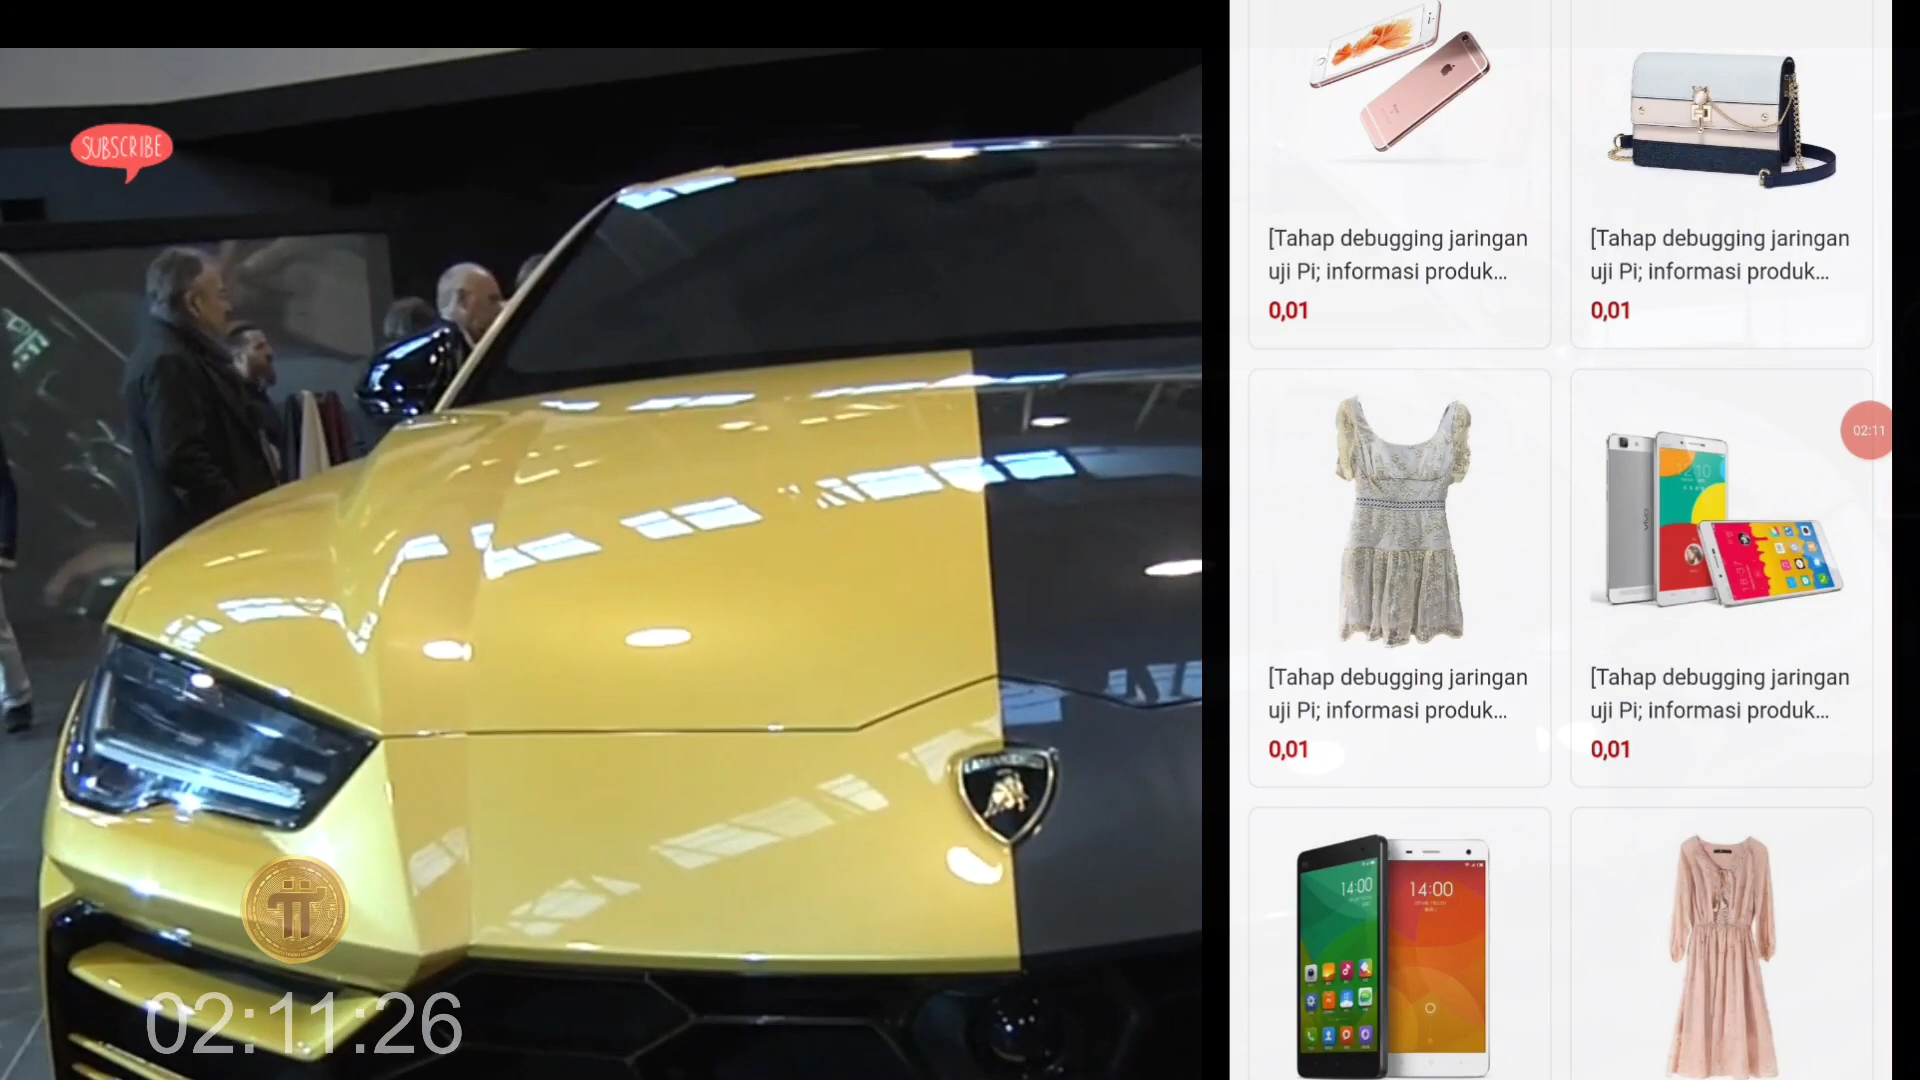 SUBSCRIBE
LAMBORGHINI
02:11:26
[Tahap debugging jaringan
uji Pi; informasi produk...
0,01
[Tahap debugging jaringan
uji Pi; informasi produk...
0,01
[Tahap debugging jaringan
uji Pi; informasi produk...
0,01
vivo
[Tahap debugging jaringan
uji Pi; informasi produk...
0,01
02:11
14:00
14:00